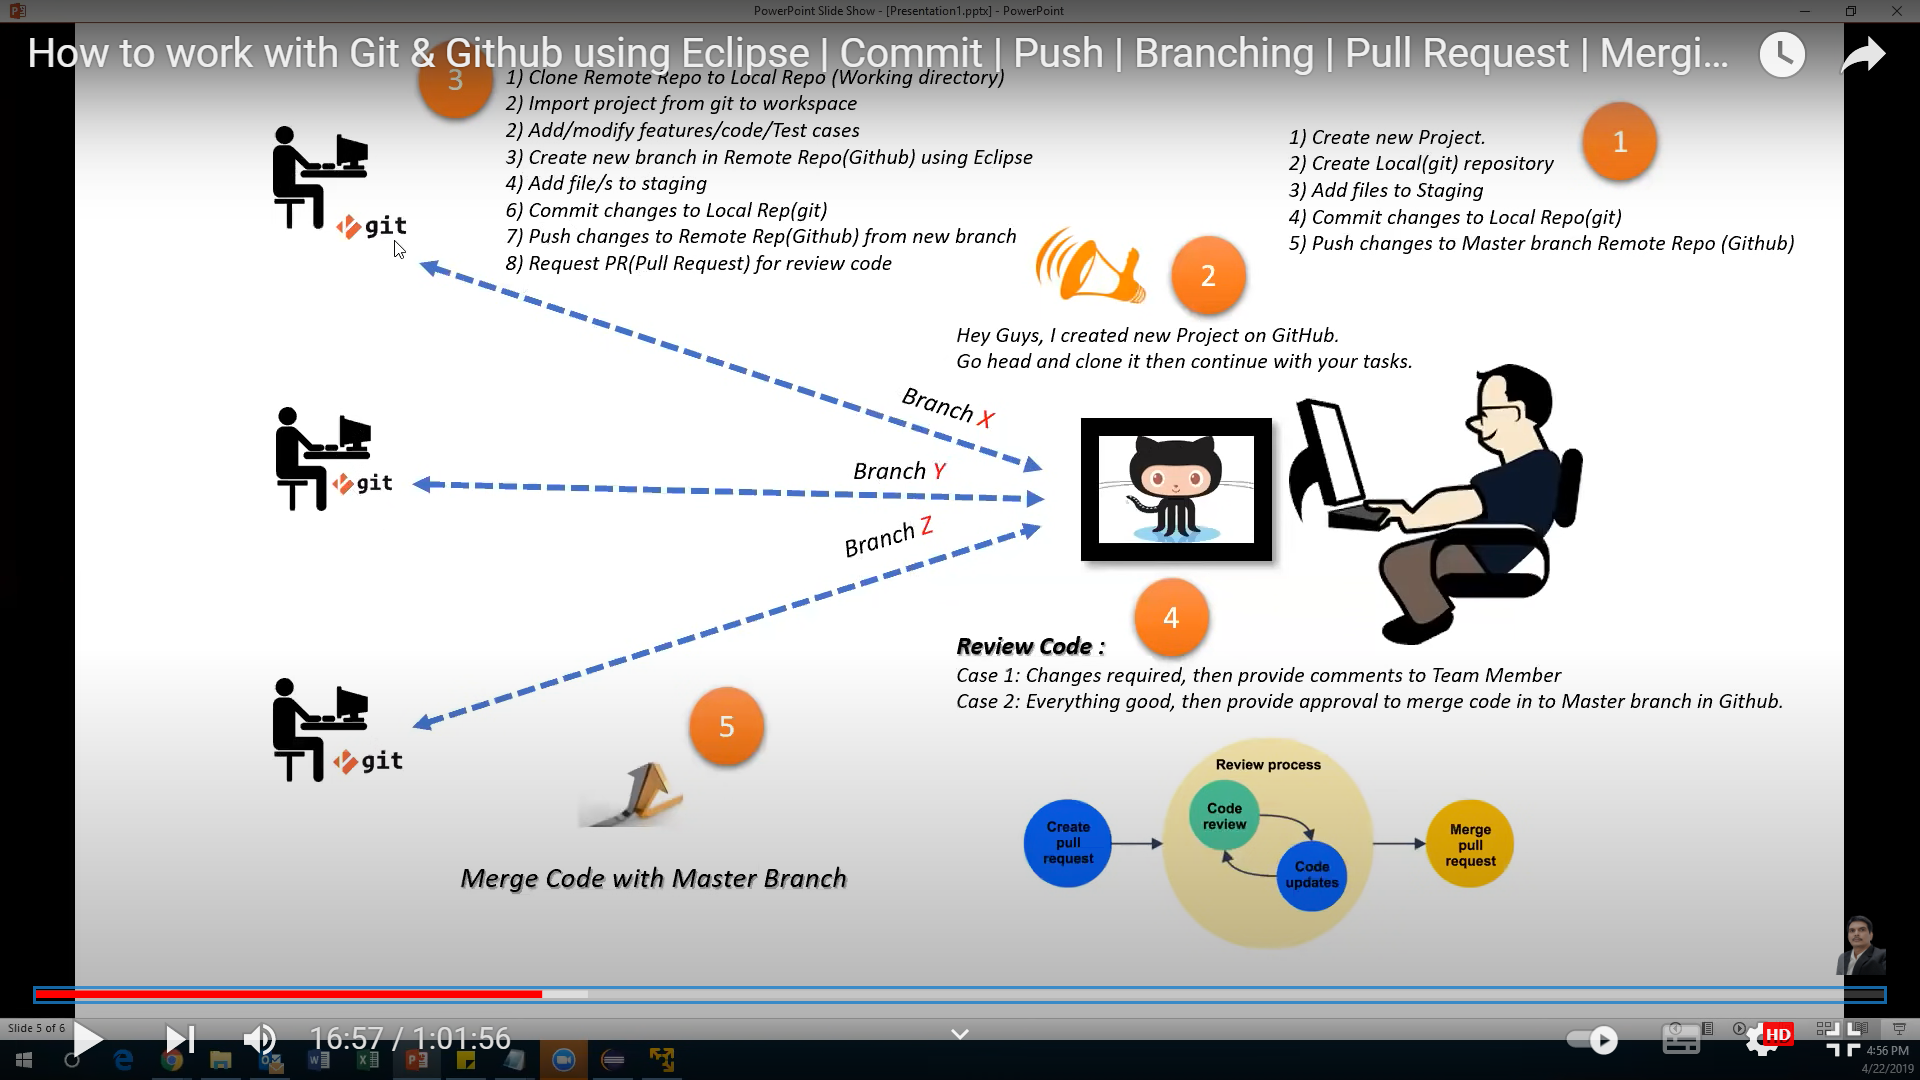 PowerPoint Slide Show - [Presentation1.pptx] - PowerPoint
How to work with Git & Github using Eclipse | Commit | Push | Branching | Pull Request | Mergi...
3
1) Clone Remote Repo to Local Repo (Working directory)
2) Import project from git to workspace
2) Add/modify features/code/Test cases
3) Create new branch in Remote Repo(Github) using Eclipse
4) Add file/s to staging
6) Commit changes to Local Rep(git)
7) Push changes to Remote Rep(Github) from new branch
8) Request PR(Pull Request) for review code
1
1) Create new Project.
2) Create Local(git) repository
3) Add files to Staging
4) Commit changes to Local Repo(git)
5) Push changes to Master branch Remote Repo (Github)
git
2
Hey Guys, I created new Project on GitHub.
Go head and clone it then continue with your tasks.
Branch X
Branch Y
Branch Z
git
4
Review Code :
Case 1: Changes required, then provide comments to Team Member
Case 2: Everything good, then provide approval to merge code in to Master branch in Github.
git
5
Merge Code with Master Branch
Review process
Create
pull
request
Code
review
Code
updates
Merge
pull
request
Slide 5 of 6
16:57 / 1:01:56
HD
4:56 PM
4/22/2019